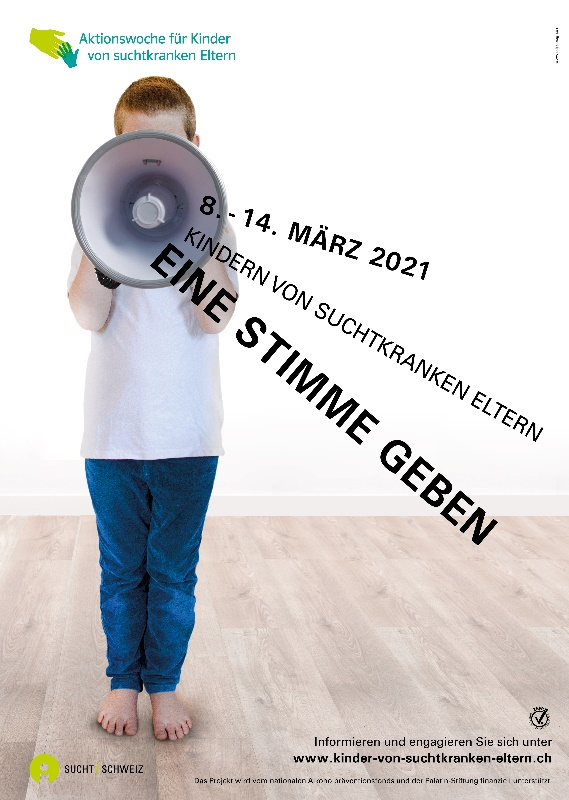 Aktionswoche für Kinder
von suchtkranken Eltern
8. - 14. MÄRZ 2021
KINDERN VON SUCHTKRANKEN ELTERN
EINE STIMME GEBEN
Informieren und engagieren Sie sich unter
www.kinder-von-suchtkranken-eltern.ch
SUCHT SCHWEIZ
Das Projekt wird vom nationalen Alkoholpräventionsfonds und der Palatin-Stiftung finanziell unterstützt.